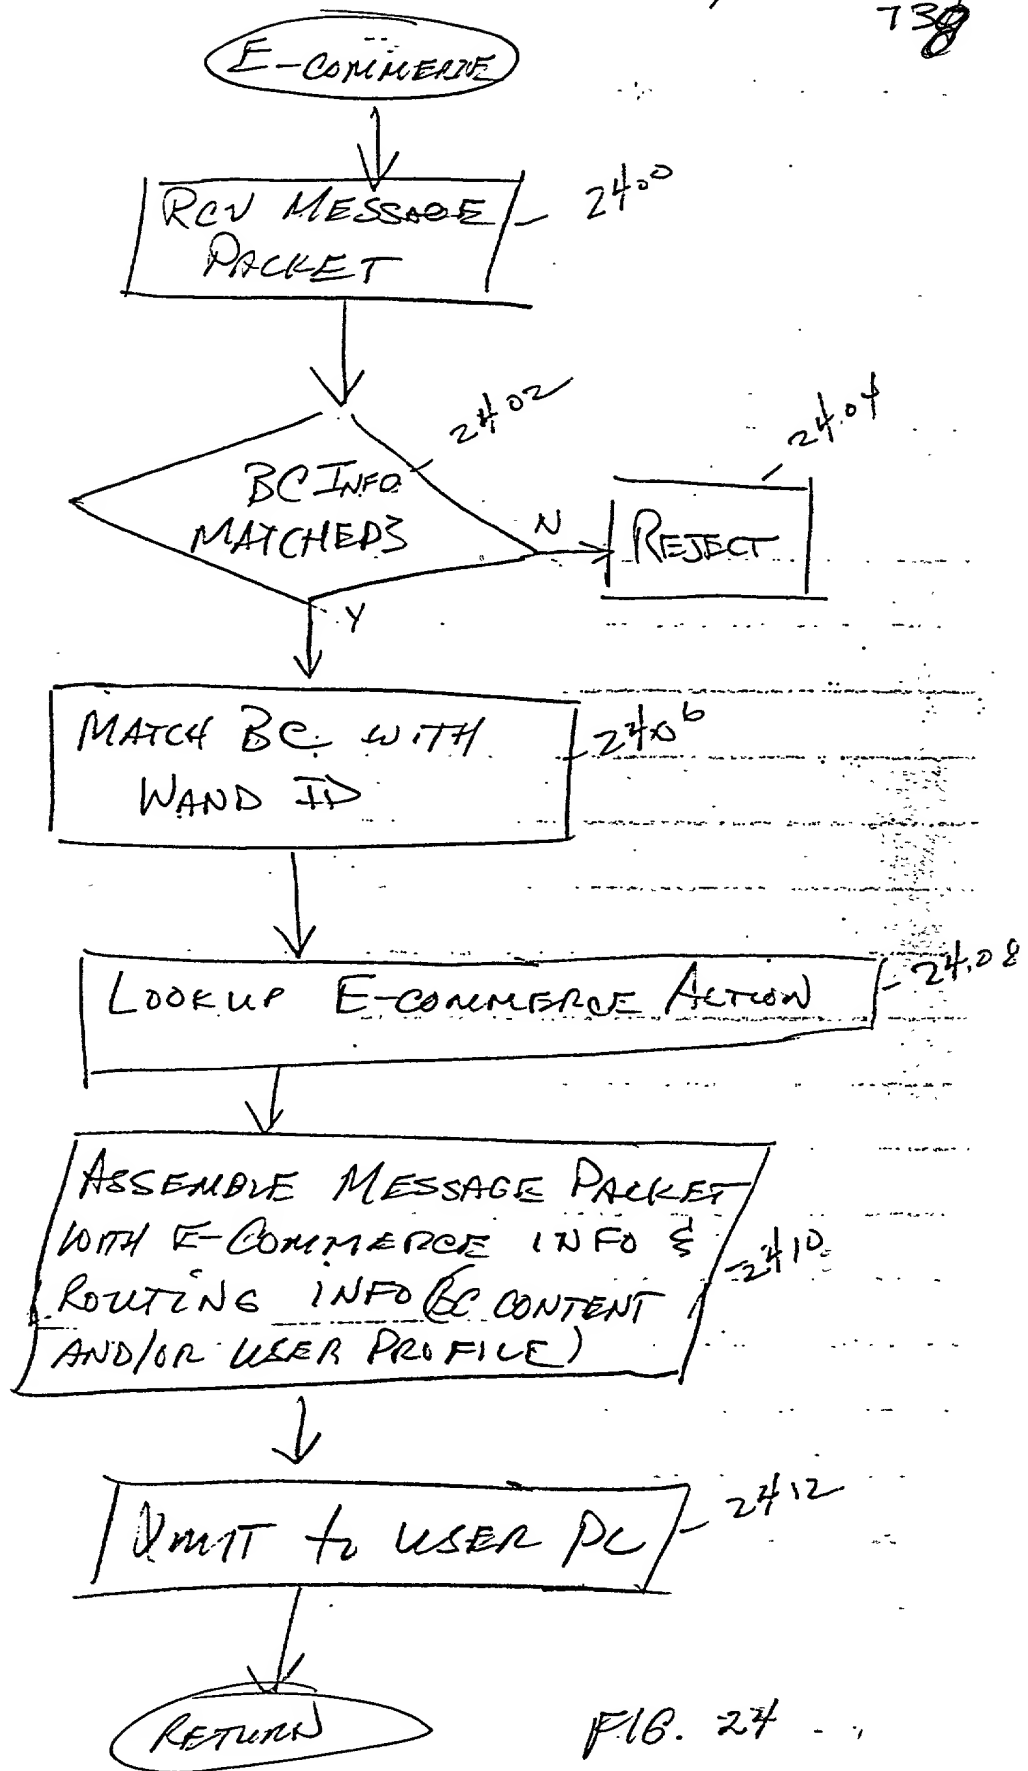 738
E-COMMERCE
RCV MESSAGE
PACKET
2400
BC INFO
MATCHED?
2402
N
REJECT
2404
Y
MATCH BC WITH
WAND ID
2406
LOOKUP E-COMMERCE ACTION
2408
ASSEMBLE MESSAGE PACKET
WITH E-COMMERCE INFO &
ROUTING INFO (BC CONTENT
AND/OR USER PROFILE)
2410
XMIT to USER PC
2412
RETURN
FIG. 24